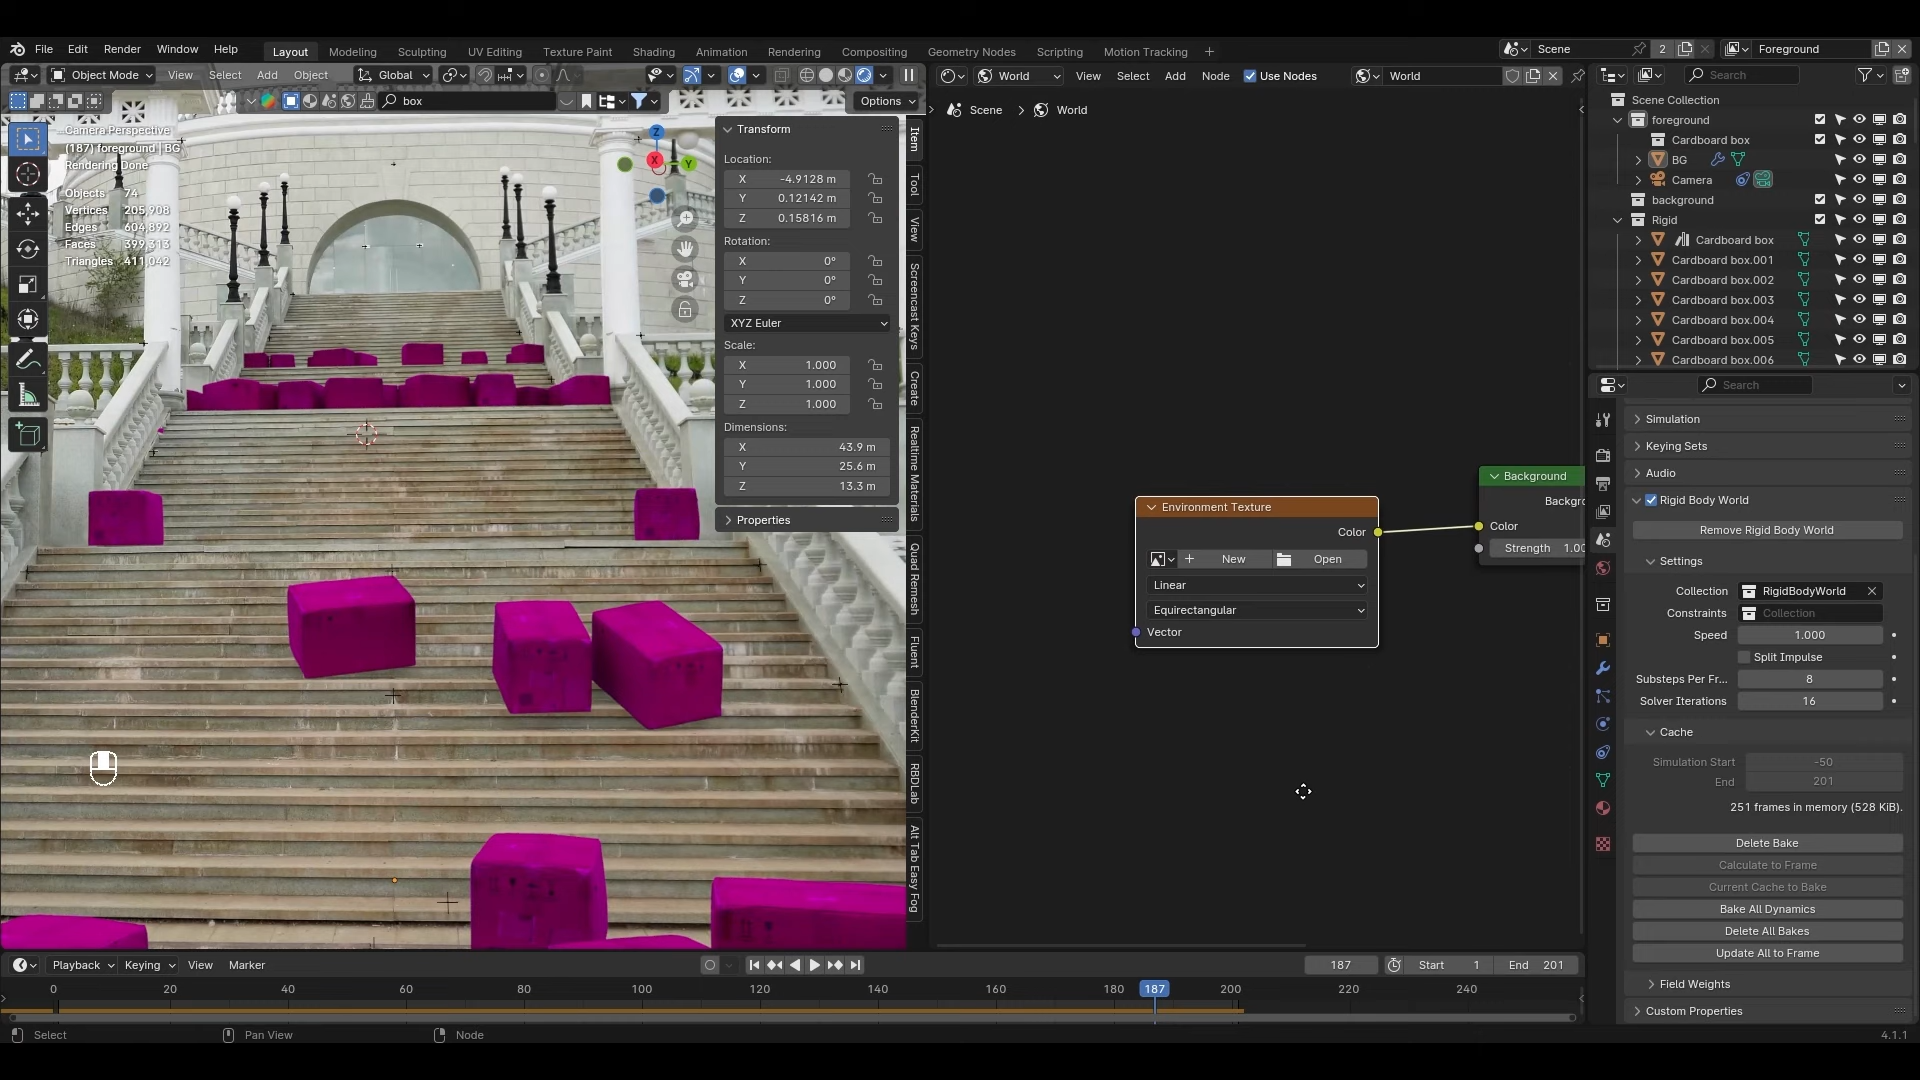 File Edit Render Window Help Layout Modeling Sculpting UV Editing Texture Paint Shading Animation Rendering Compositing Geometry Nodes Scripting Motion Tracking + Scene 2 Foreground
Object Mode View Select Add Object Global
World View Select Add Node Use Nodes World
Search
box Options
Scene > World
Camera Perspective
(187) foreground | BG
Rendering Done
Objects 74
Vertices 205,908
Edges 604,892
Faces 399,313
Triangles 411,042
Z
X
Y
Transform
Location:
X -4.9128 m
Y 0.12142 m
Z 0.15816 m
Rotation:
X 0°
Y 0°
Z 0°
XYZ Euler
Scale:
X 1.000
Y 1.000
Z 1.000
Dimensions:
X 43.9 m
Y 25.6 m
Z 13.3 m
Properties
Item
Tool
View
Screencast Keys
Create
Realtime Materials
Quad Remesh
Fluent
BlenderKit
RBDLab
Alt Tab Easy Fog
Environment Texture
Color
New Open
Linear
Equirectangular
Vector
Background
Backgr
Color
Strength 1.00
Scene Collection
foreground
Cardboard box
BG
Camera
background
Rigid
Cardboard box
Cardboard box.001
Cardboard box.002
Cardboard box.003
Cardboard box.004
Cardboard box.005
Cardboard box.006
Search
Simulation
Keying Sets
Audio
Rigid Body World
Remove Rigid Body World
Settings
Collection RigidBodyWorld
Constraints Collection
Speed 1.000
Split Impulse
Substeps Per Fr... 8
Solver Iterations 16
Cache
Simulation Start -50
End 201
251 frames in memory (528 KiB).
Delete Bake
Calculate to Frame
Current Cache to Bake
Bake All Dynamics
Delete All Bakes
Update All to Frame
Field Weights
Custom Properties
Playback Keying View Marker 187 Start 1 End 201
0 20 40 60 80 100 120 140 160 180 187 200 220 240
Select Pan View Node 4.1.1